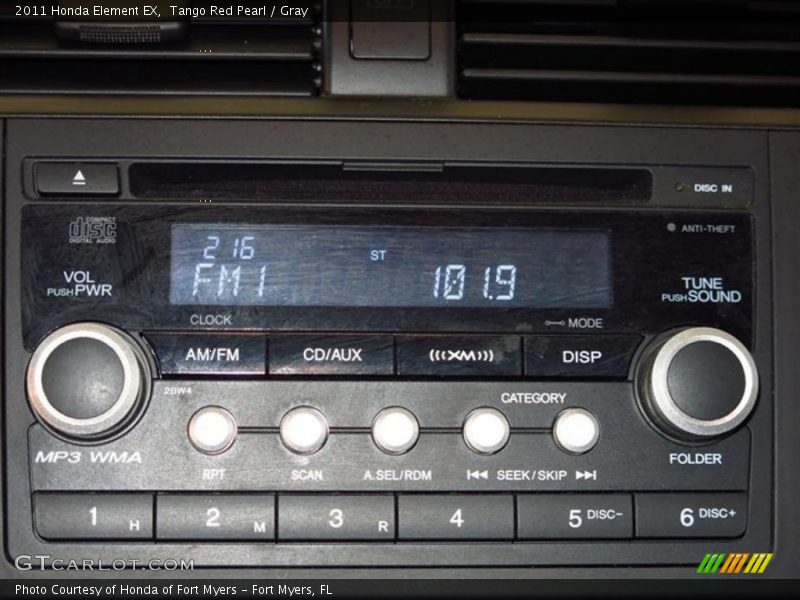 2011 Honda Element EX,  Tango Red Pearl / Gray
DISC IN
COMPACT
disc
DIGITAL AUDIO
ANTI-THEFT
2 16
ST
FM1
101.9
VOL
PUSH PWR
TUNE
PUSH SOUND
CLOCK
MODE
AM/FM
CD/AUX
(((XM)))
DISP
2BW4
CATEGORY
MP3 WMA
RPT
SCAN
A.SEL/RDM
SEEK/SKIP
FOLDER
1 H
2 M
3 R
4
5 DISC-
6 DISC+
GTCARLOT.COM
Photo Courtesy of Honda of Fort Myers – Fort Myers, FL